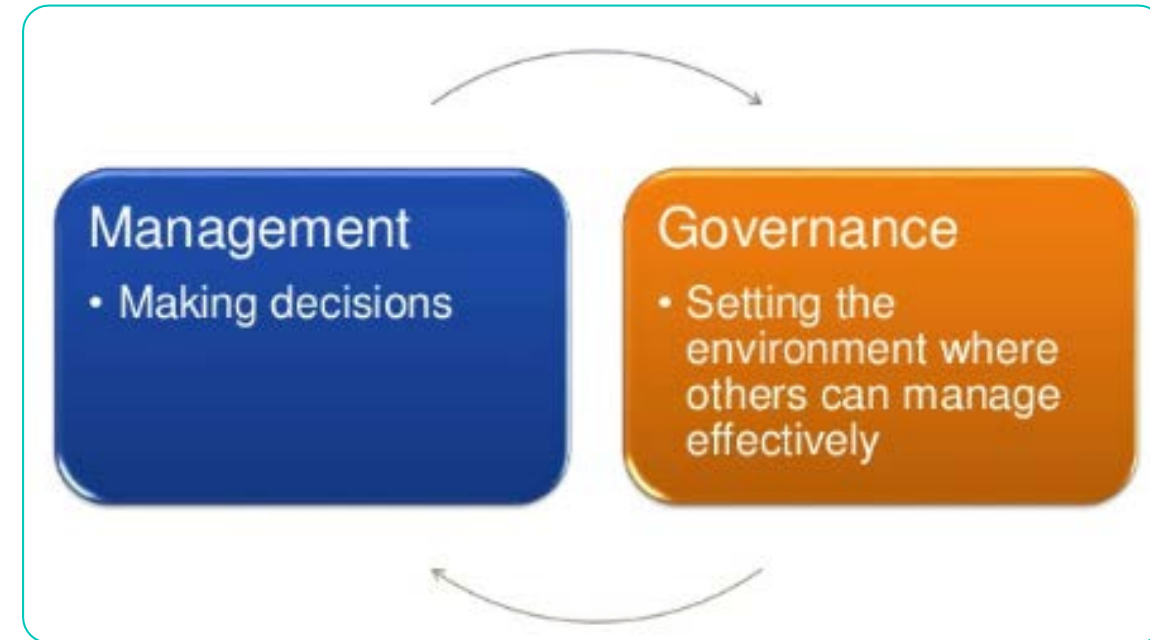 Management
• Making decisions
Governance
• Setting the
environment where
others can manage
effectively